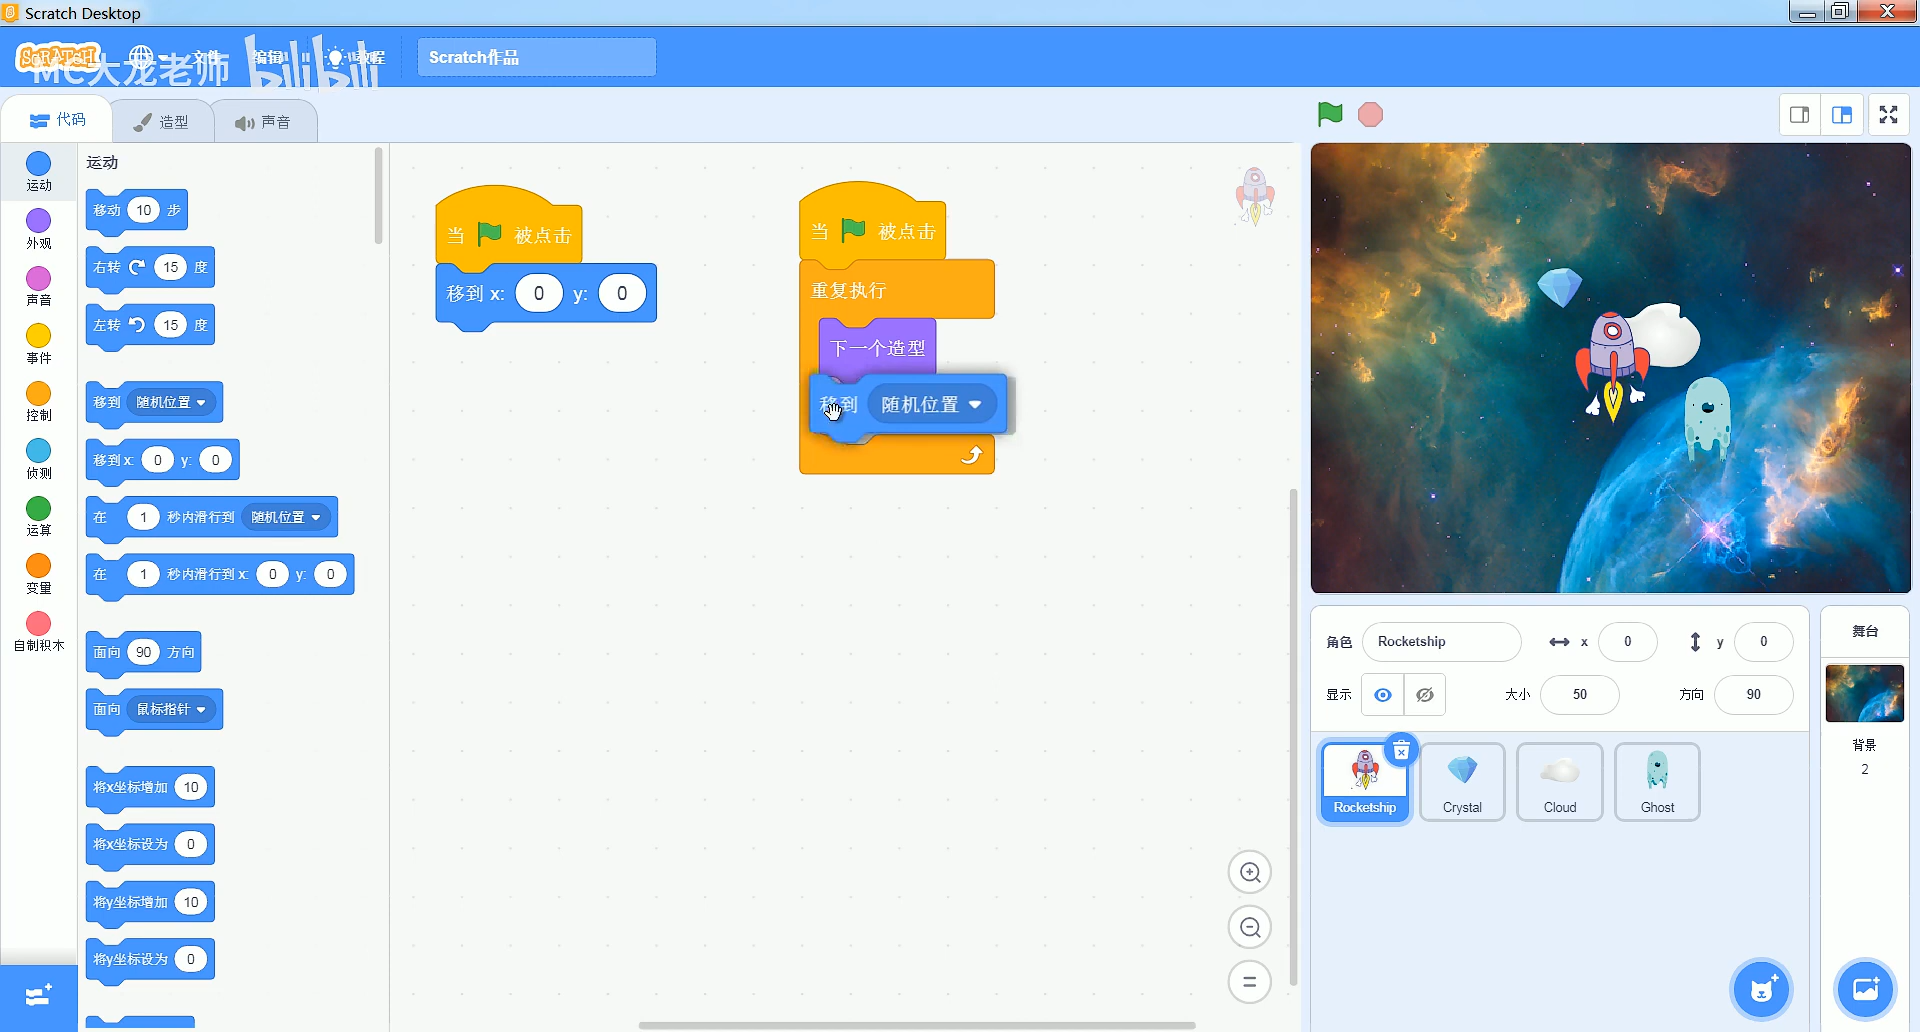 Scratch Desktop
SCRATCH 文件 编辑 教程 Scratch作品
MC大龙老师 bilibili
代码 造型 声音
运动
外观
声音
事件
控制
侦测
运算
变量
自制积木
运动
移动 10 步
右转 15 度
左转 15 度
移到 随机位置
移到 x: 0 y: 0
在 1 秒内滑行到 随机位置
在 1 秒内滑行到 x: 0 y: 0
面向 90 方向
面向 鼠标指针
将x坐标增加 10
将x坐标设为 0
将y坐标增加 10
将y坐标设为 0
当 被点击
移到 x: 0 y: 0
当 被点击
重复执行
下一个造型
移到 随机位置
角色 Rocketship x 0 y 0
显示 大小 50 方向 90
Rocketship Crystal Cloud Ghost
舞台
背景
2